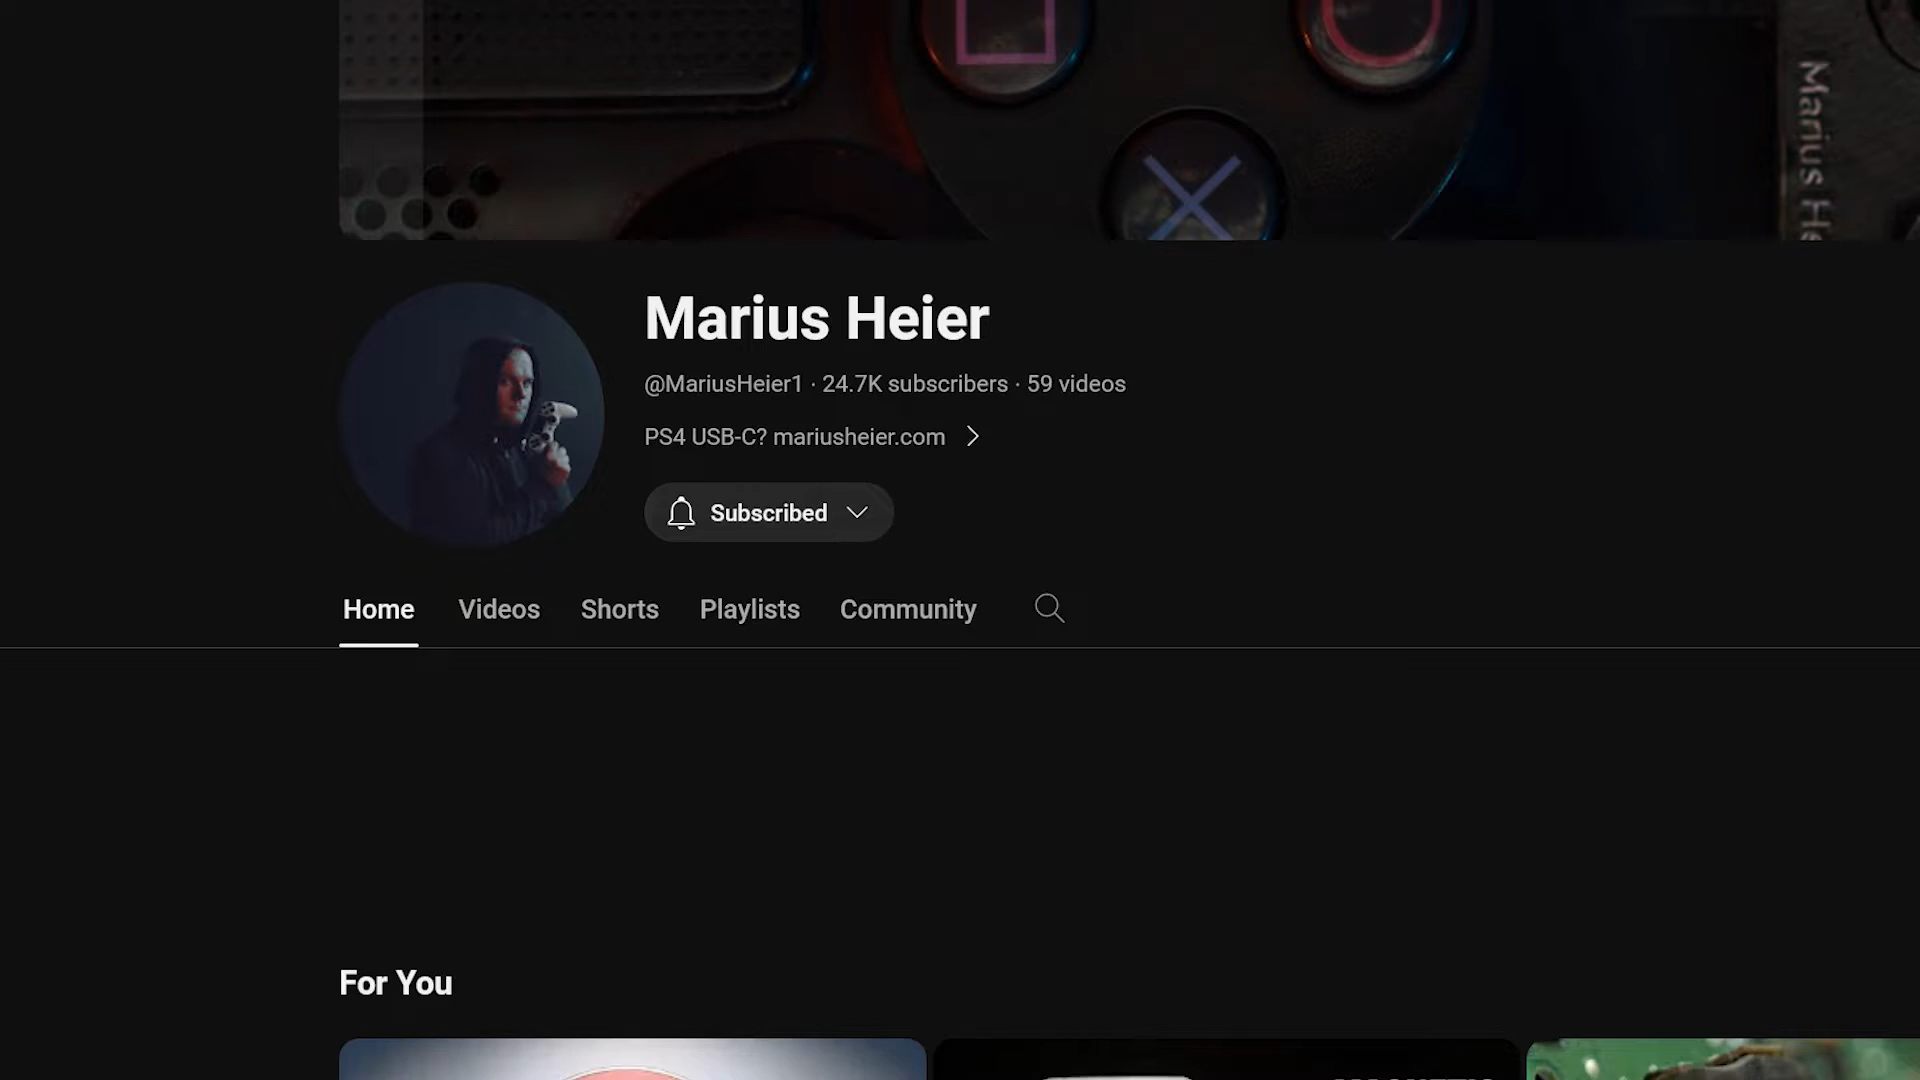 Marius He
Marius Heier
@MariusHeier1 · 24.7K subscribers · 59 videos
PS4 USB-C? mariusheier.com
Subscribed
Home Videos Shorts Playlists Community
For You